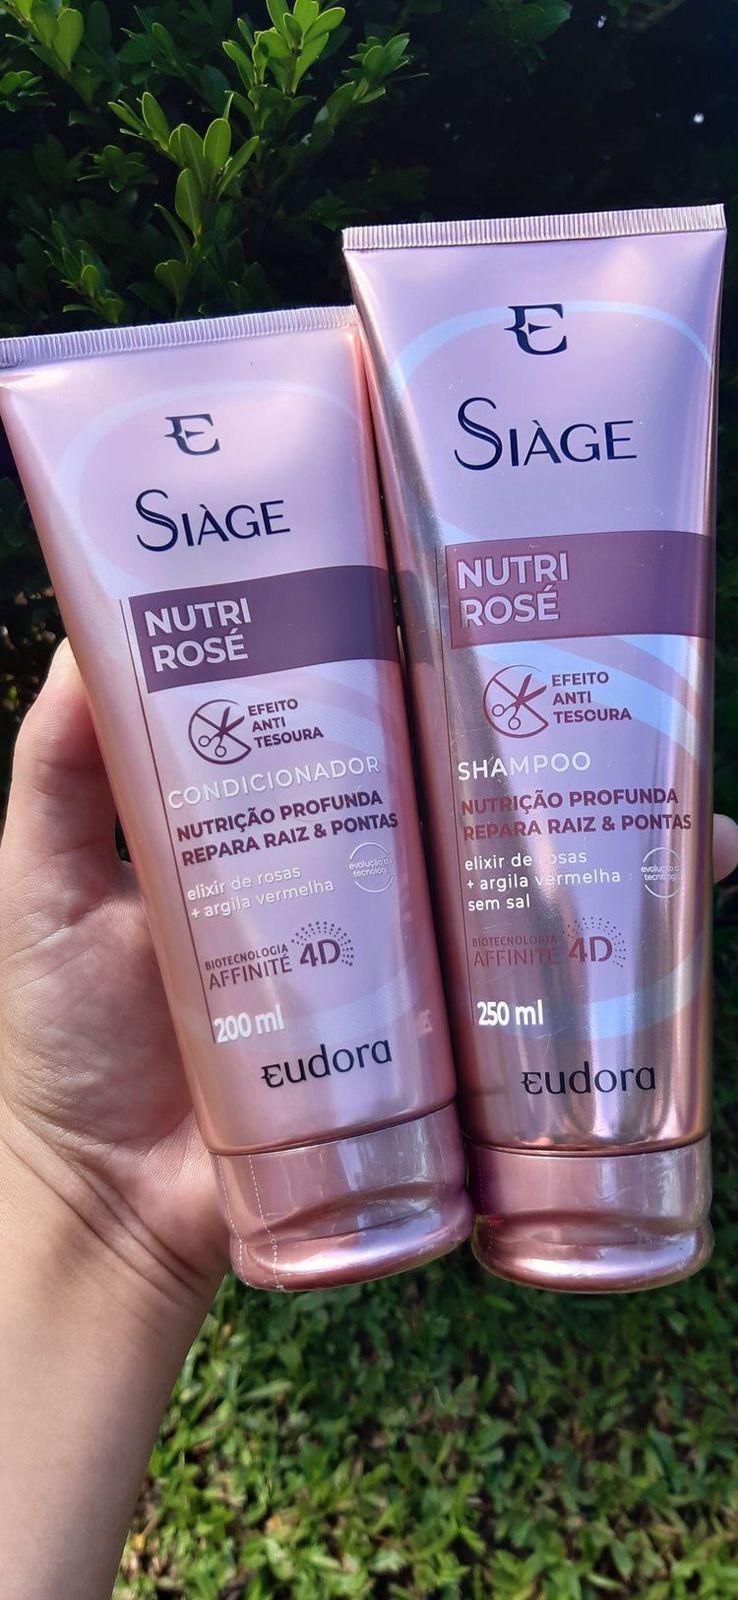 E
SIÀGE
NUTRI
ROSÉ
EFEITO
ANTI
TESOURA
CONDICIONADOR
NUTRIÇÃO PROFUNDA
REPARA RAIZ & PONTAS
elixir de rosas
+ argila vermelha
evolução da
BIOTECNOLOGIA
AFFINITÉ 4D
200 ml
eudora
E
SIÀGE
NUTRI
ROSÉ
EFEITO
ANTI
TESOURA
SHAMPOO
NUTRIÇÃO PROFUNDA
REPARA RAIZ & PONTAS
elixir de rosas
+ argila vermelha
sem sal
BIOTECNOLOGIA
AFFINITÉ 4D
250 ml
eudora